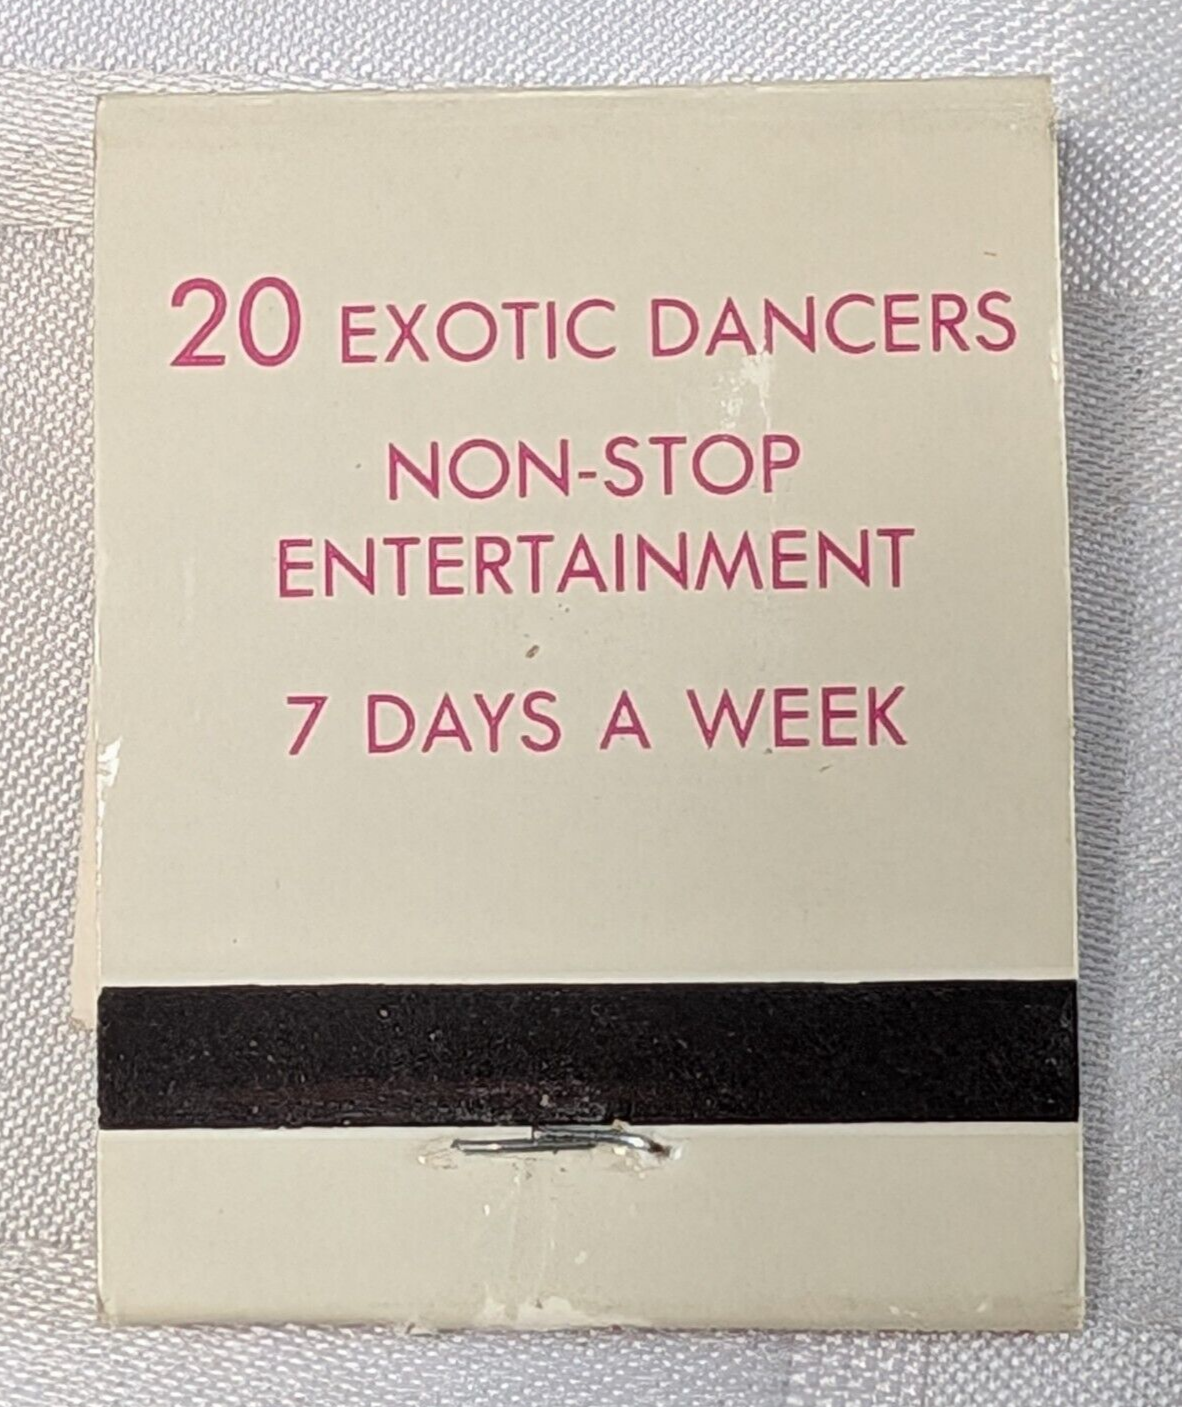 20 EXOTIC DANCERS
NON-STOP
ENTERTAINMENT
7 DAYS A WEEK